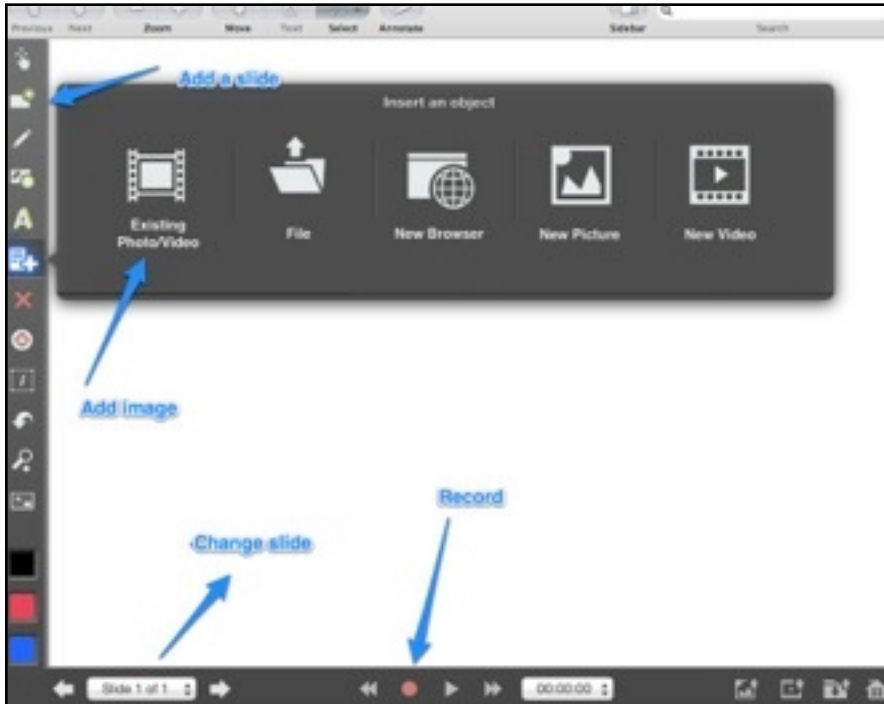 Previous Next Zoom Move Text Select Annotate Sidebar Search
Add a slide
Insert an object
Existing
Photo/Video
File
New Browser
New Picture
New Video
A
Add image
Record
Change slide
Slide 1 of 1
00:00:00